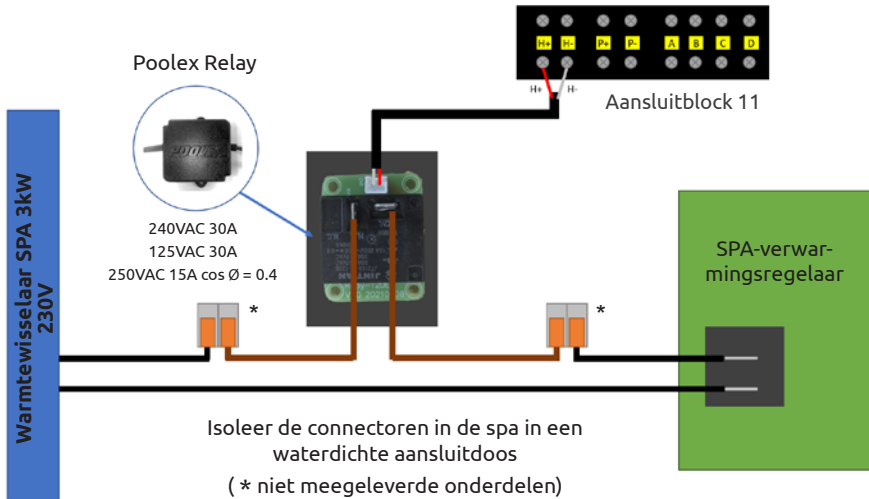 H+ H- P+ P- A B C D
H+ H-
Aansluitblock 11
Poolex Relay
240VAC 30A
125VAC 30A
250VAC 15A cos Ø = 0.4
Warmtewisselaar SPA 3kW
230V
JINTIAN
SPA-verwar-
mingsregelaar
*
*
Isoleer de connectoren in de spa in een
waterdichte aansluitdoos
( * niet meegeleverde onderdelen)